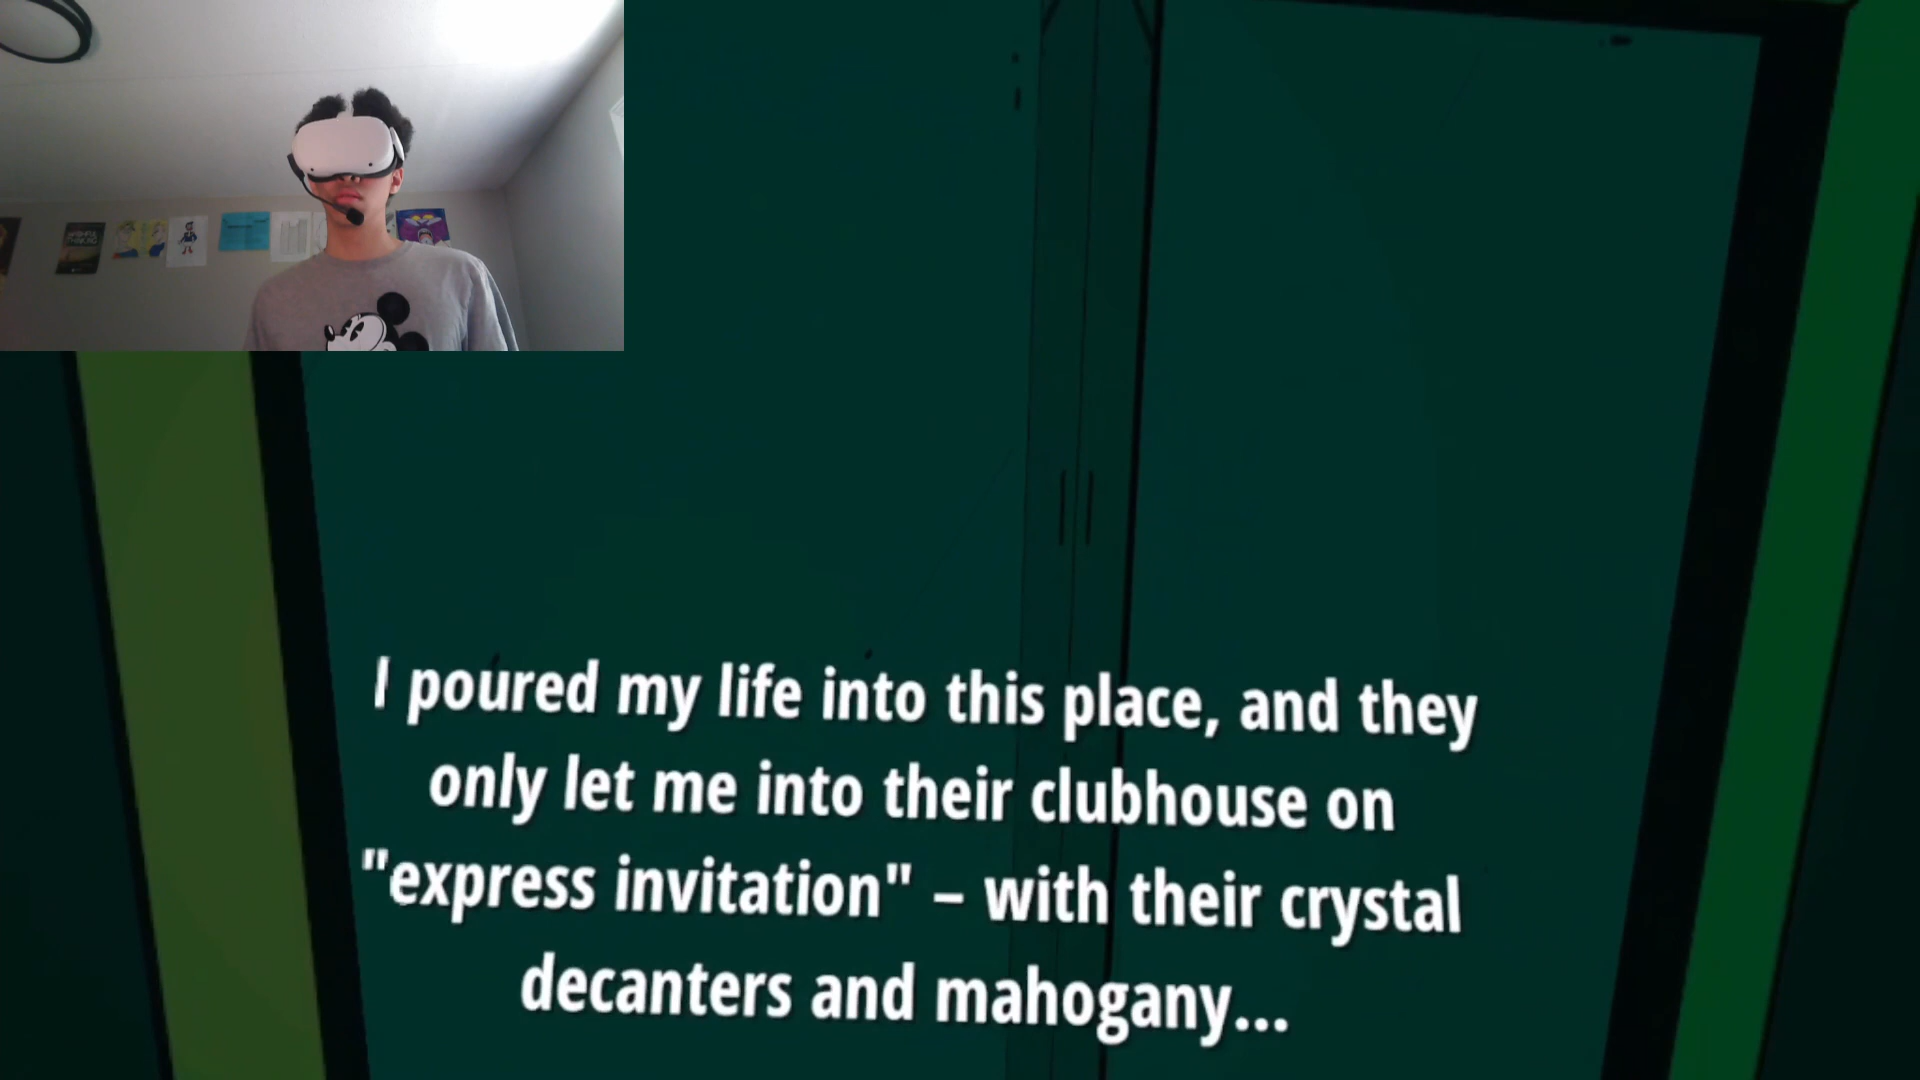 I poured my life into this place, and they
only let me into their clubhouse on
"express invitation" – with their crystal
decanters and mahogany...